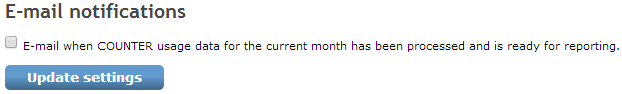 E-mail notifications
E-mail when COUNTER usage data for the current month has been processed and is ready for reporting.
Update settings